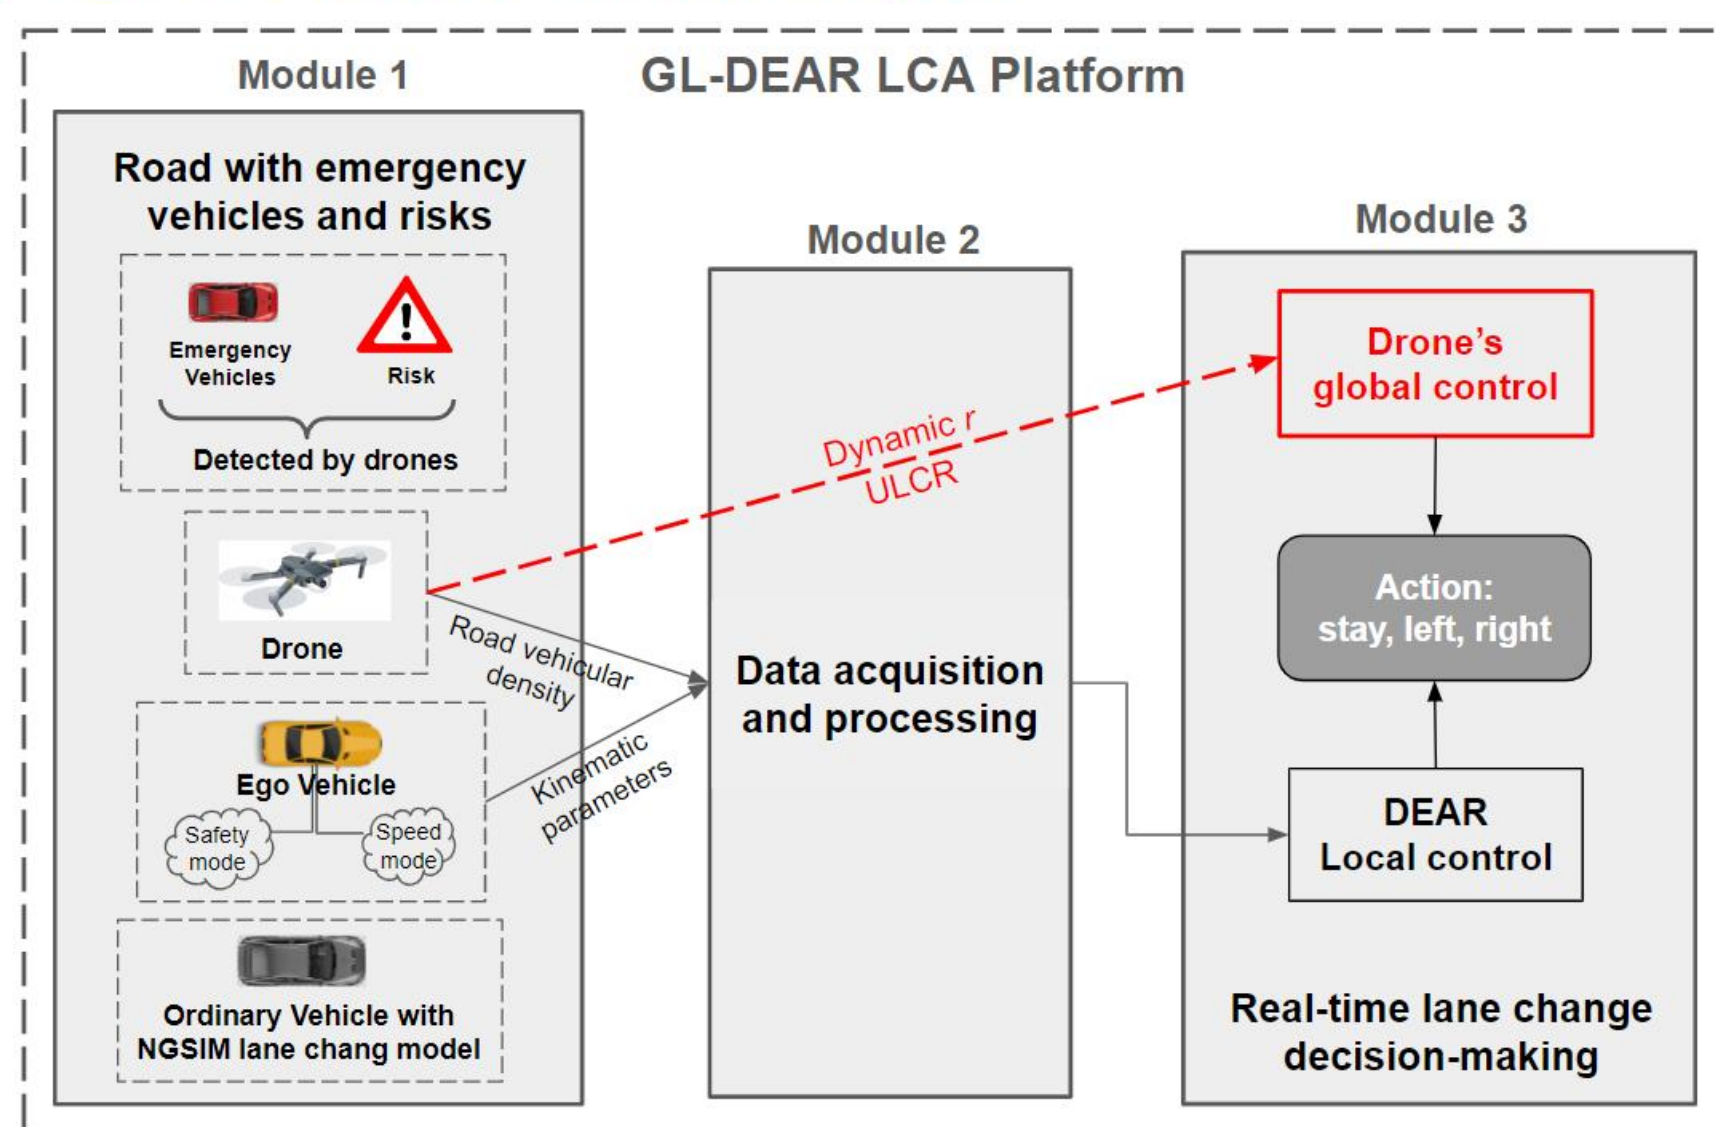 GL-DEAR LCA Platform
Module 1
Road with emergency
vehicles and risks
Emergency
Vehicles
Risk
Detected by drones
Drone
Road vehicular
density
Ego Vehicle
Safety
mode
Speed
mode
Kinematic
parameters
Ordinary Vehicle with
NGSIM lane chang model
Module 2
Dynamic r
ULCR
Data acquisition
and processing
Module 3
Drone’s
global control
Action:
stay, left, right
DEAR
Local control
Real-time lane change
decision-making